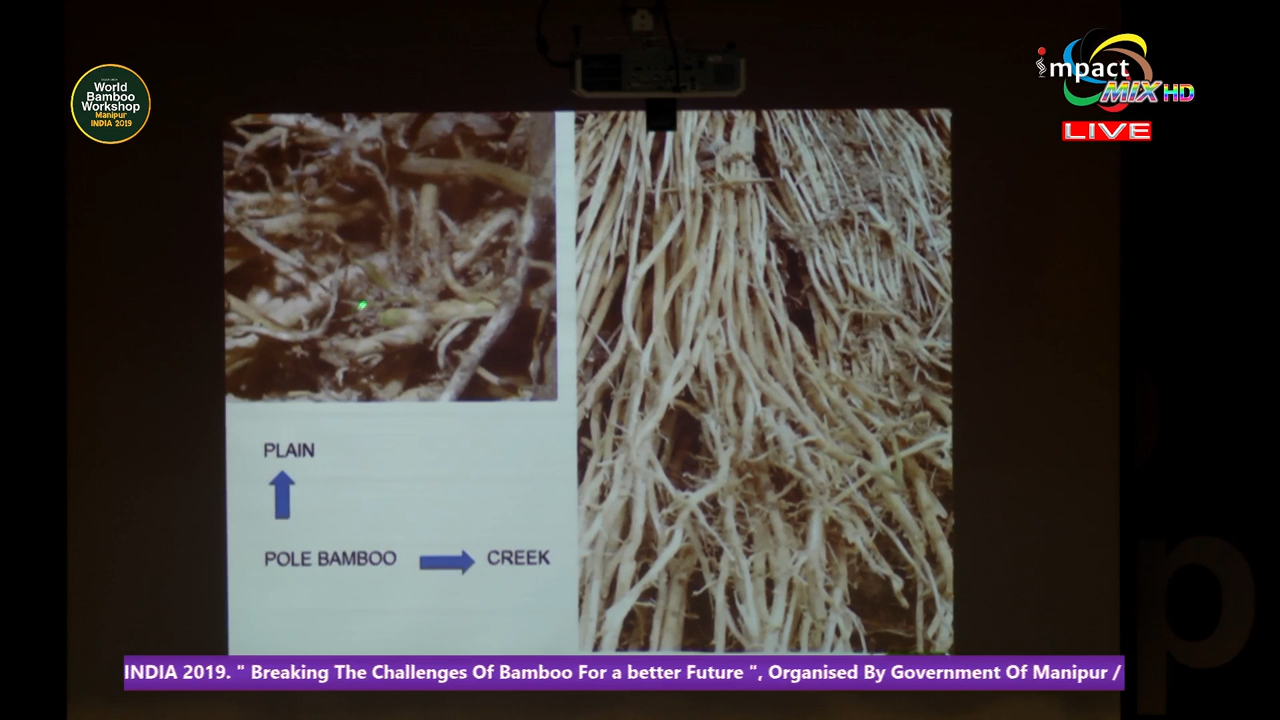 World
Bamboo
Workshop
Manipur
INDIA 2019
impact
MIX HD
LIVE
PLAIN
POLE BAMBOO
CREEK
INDIA 2019. " Breaking The Challenges Of Bamboo For a better Future ", Organised By Government Of Manipur /